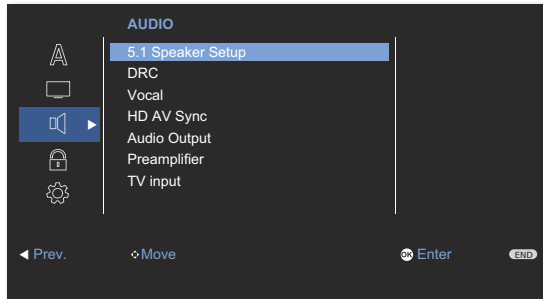 AUDIO
A
5.1 Speaker Setup
DRC
Vocal
HD AV Sync
Audio Output
Preamplifier
TV input
Prev. Move OK Enter END